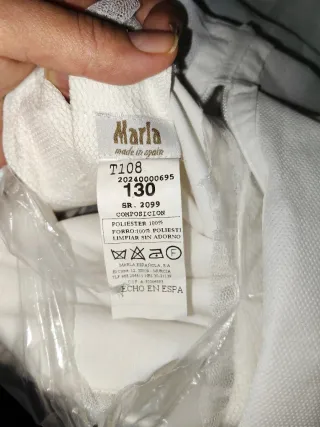 Marla
made in spain
T108
20240000695
130
SR. 2099
COMPOSICION
POLIESTER 100%
FORRO:100% POLIESTI
LIMPIAR SIN ADORNO
ECHO EN ESPA